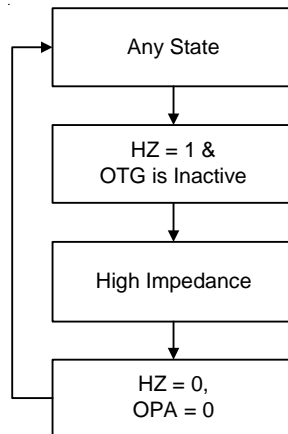 Any State
HZ = 1 &
OTG is Inactive
High Impedance
HZ = 0,
OPA = 0